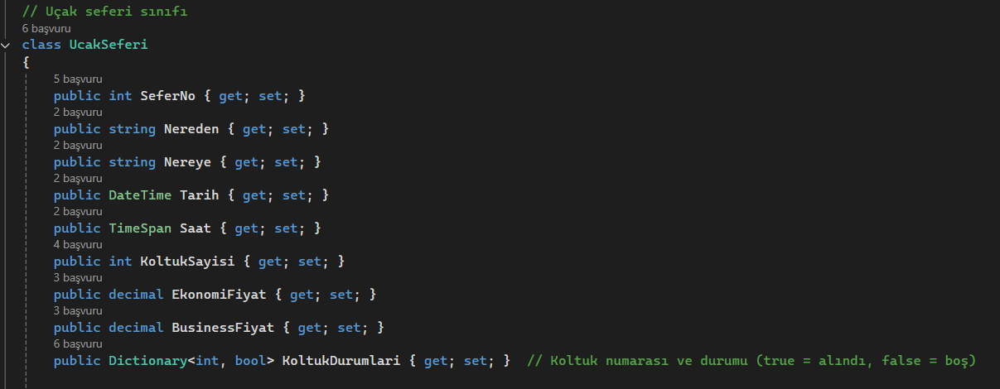 // Uçak seferi sınıfı
6 başvuru
class UcakSeferi
{
5 başvuru
public int SeferNo { get; set; }
2 başvuru
public string Nereden { get; set; }
2 başvuru
public string Nereye { get; set; }
2 başvuru
public DateTime Tarih { get; set; }
2 başvuru
public TimeSpan Saat { get; set; }
4 başvuru
public int KoltukSayisi { get; set; }
3 başvuru
public decimal EkonomiFiyat { get; set; }
3 başvuru
public decimal BusinessFiyat { get; set; }
6 başvuru
public Dictionary<int, bool> KoltukDurumlari { get; set; }  // Koltuk numarası ve durumu (true = alındı, false = boş)